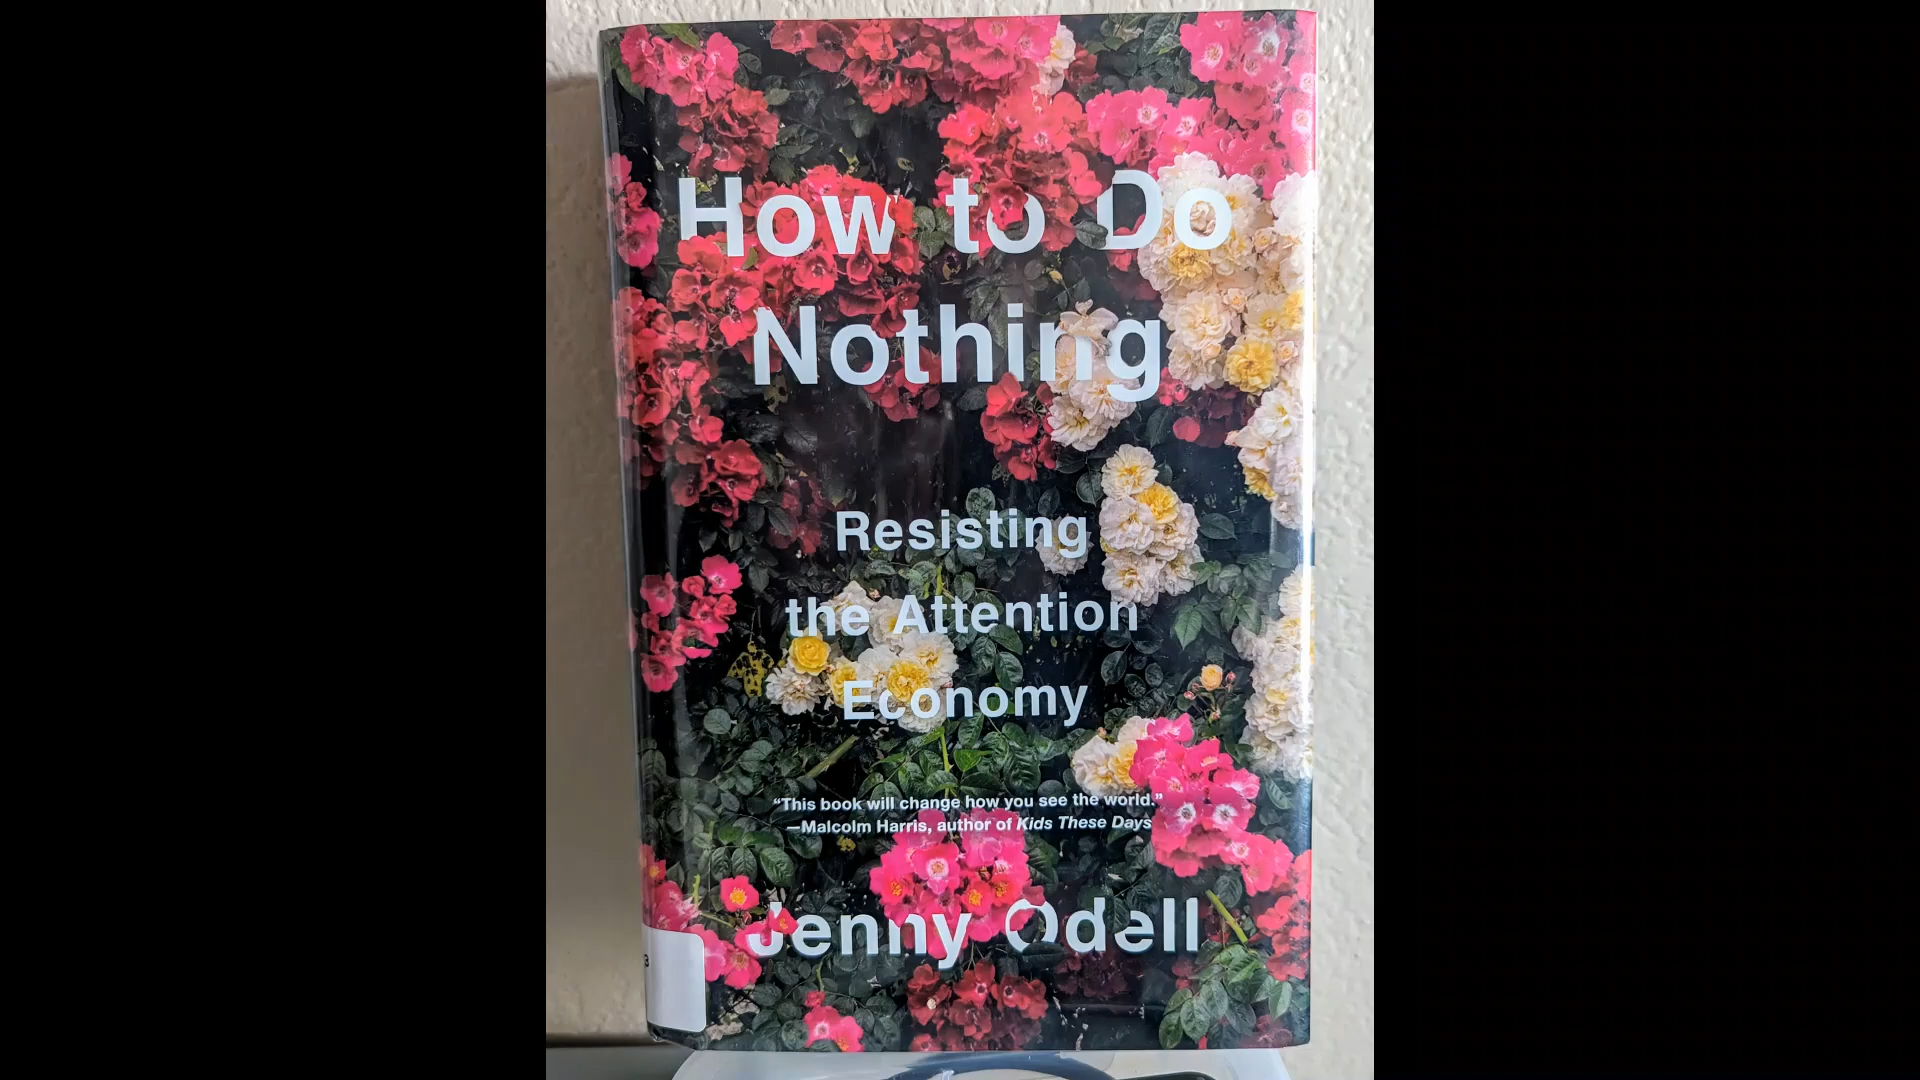 How to Do
Nothing
Resisting
the Attention
Economy
“This book will change how you see the world.”
—Malcolm Harris, author of Kids These Days
Jenny Odell
3